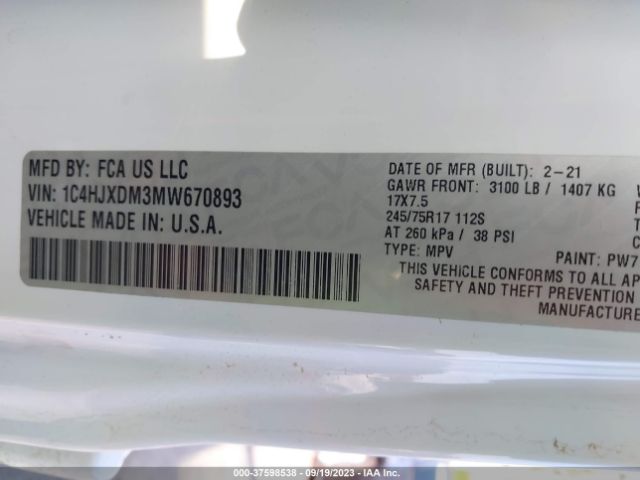 MFD BY: FCA US LLC
VIN: 1C4HJXDM3MW670893
VEHICLE MADE IN: U.S.A.
DATE OF MFR (BUILT): 2-21
GAWR FRONT: 3100 LB / 1407 KG
17X7.5
245/75R17 112S
AT 260 kPa / 38 PSI
TYPE: MPV
PAINT: PW7
THIS VEHICLE CONFORMS TO ALL AP
SAFETY AND THEFT PREVENTION
MANUFACTURE
000-37598538 - 09/19/2023 - IAA Inc.